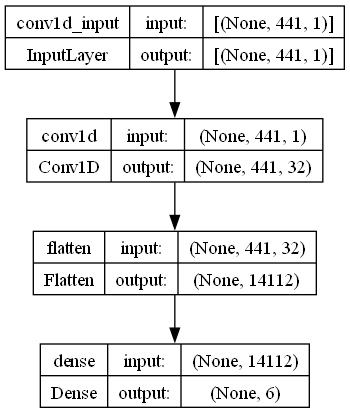 conv1d_input input: [(None, 441, 1)]
InputLayer output: [(None, 441, 1)]
conv1d input: (None, 441, 1)
Conv1D output: (None, 441, 32)
flatten input: (None, 441, 32)
Flatten output: (None, 14112)
dense input: (None, 14112)
Dense output: (None, 6)